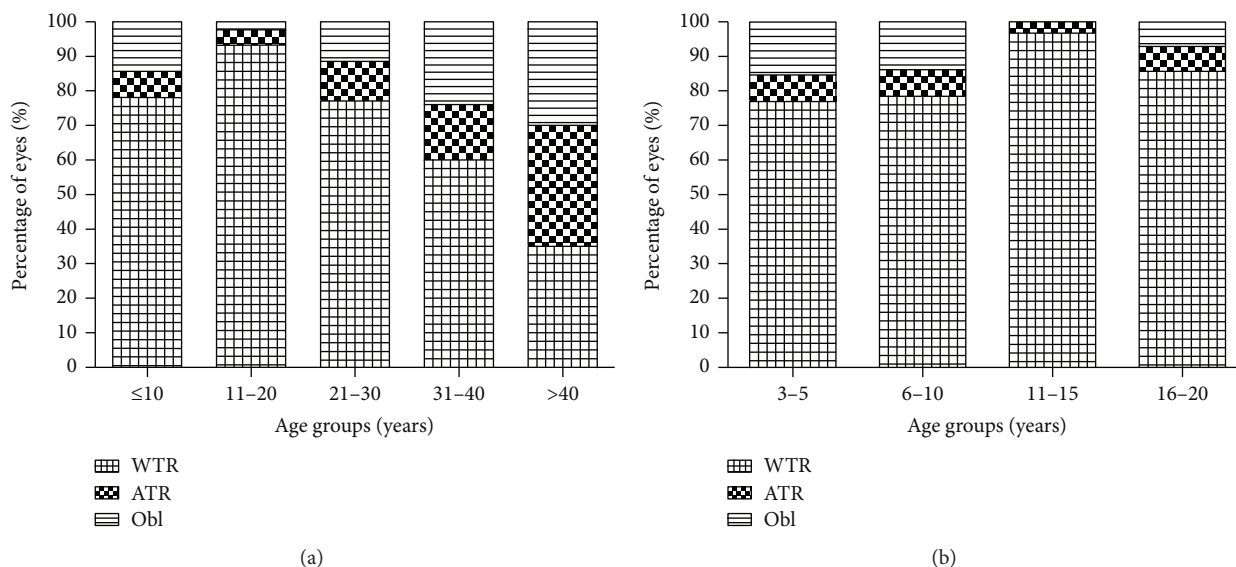 Percentage of eyes (%)
100
90
80
70
60
50
40
30
20
10
0
≤10 11–20 21–30 31–40 >40
Age groups (years)
WTR
ATR
Obl
(a)
Percentage of eyes (%)
100
90
80
70
60
50
40
30
20
10
0
3–5 6–10 11–15 16–20
Age groups (years)
WTR
ATR
Obl
(b)